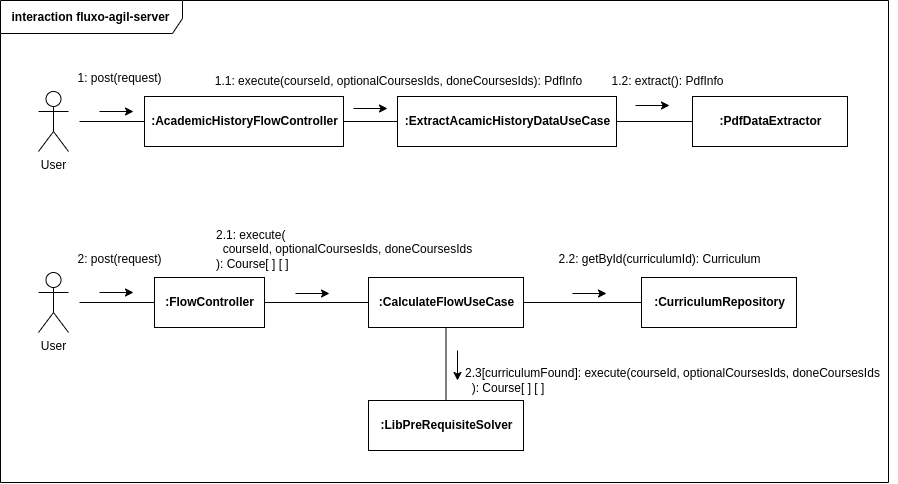 interaction fluxo-agil-server
1: post(request)
1.1: execute(courseId, optionalCoursesIds, doneCoursesIds): PdfInfo
1.2: extract(): PdfInfo
:AcademicHistoryFlowController
:ExtractAcamicHistoryDataUseCase
:PdfDataExtractor
User
2.1: execute(
courseId, optionalCoursesIds, doneCoursesIds
): Course[ ] [ ]
2: post(request)
2.2: getById(curriculumId): Curriculum
:FlowController
:CalculateFlowUseCase
:CurriculumRepository
User
2.3[curriculumFound]: execute(courseId, optionalCoursesIds, doneCoursesIds
): Course[ ] [ ]
:LibPreRequisiteSolver